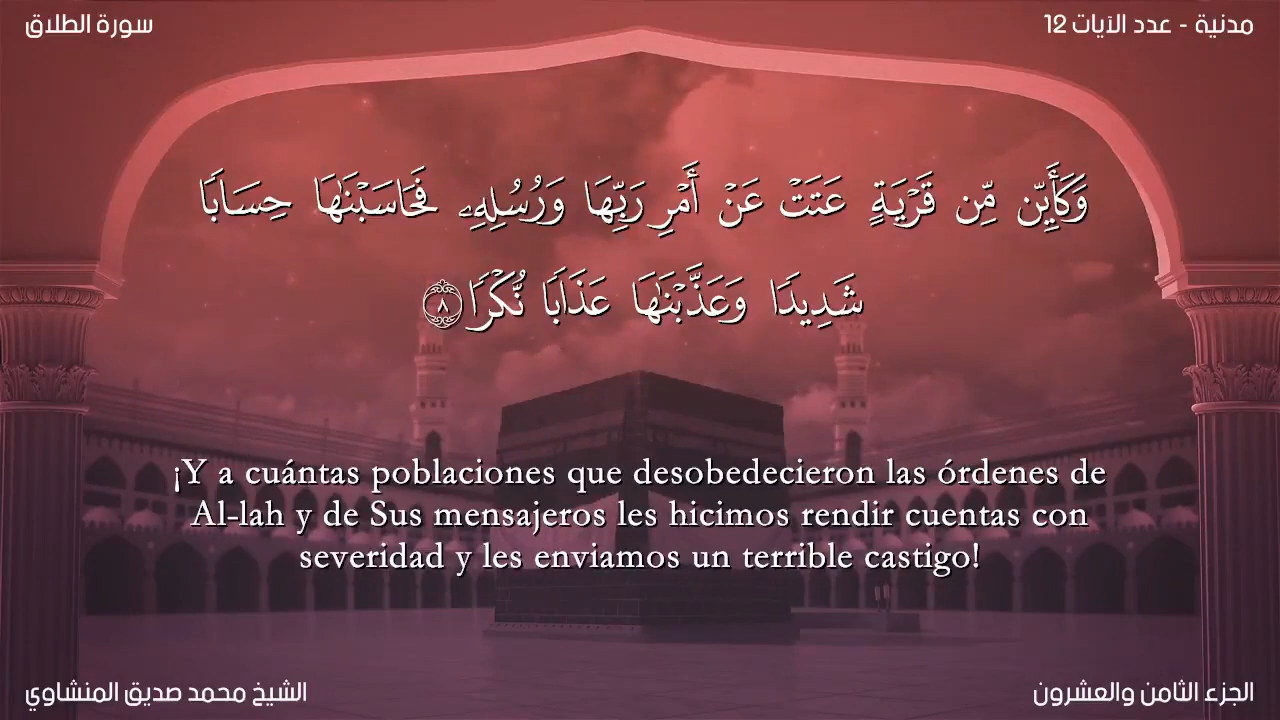 مدنية - عدد الآيات 12
سورة الطلاق
وَكَأَيِّن مِّن قَرْيَةٍ عَتَتْ عَنْ أَمْرِ رَبِّهَا وَرُسُلِهِۦ فَحَاسَبْنَٰهَا حِسَابًا
شَدِيدًا وَعَذَّبْنَٰهَا عَذَابًا نُّكْرًا ٨
¡Y a cuántas poblaciones que desobedecieron las órdenes de
Al-lah y de Sus mensajeros les hicimos rendir cuentas con
severidad y les enviamos un terrible castigo!
الجزء الثامن والعشرون
الشيخ محمد صديق المنشاوي